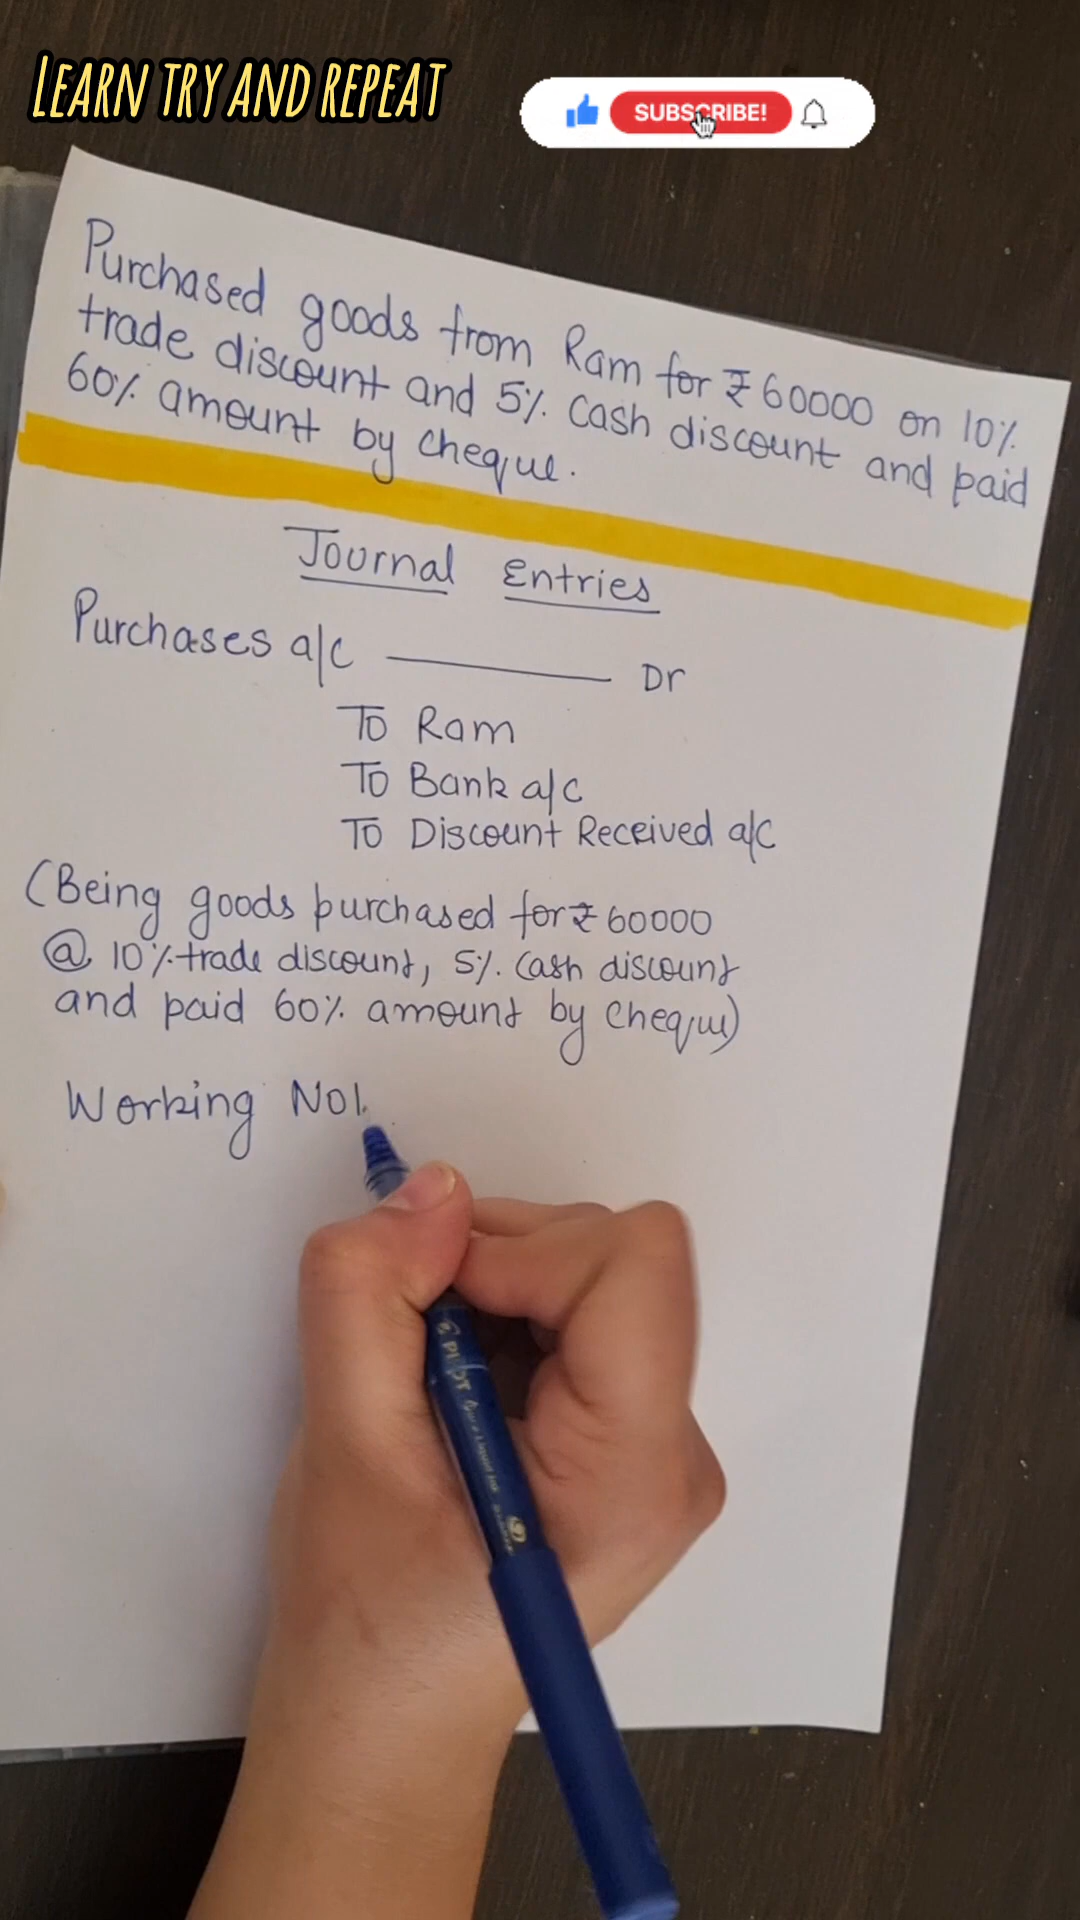 LEARN TRY AND REPEAT
SUBSCRIBE!
Purchased goods from Ram for ₹ 60000 on 10%
trade discount and 5% cash discount and paid
60% amount by cheque.
Journal Entries
Purchases a/c ———— Dr
To Ram
To Bank a/c
To Discount Received a/c
(Being goods purchased for ₹ 60000
@ 10% trade discount, 5% cash discount
and paid 60% amount by cheque)
Working
PILOT